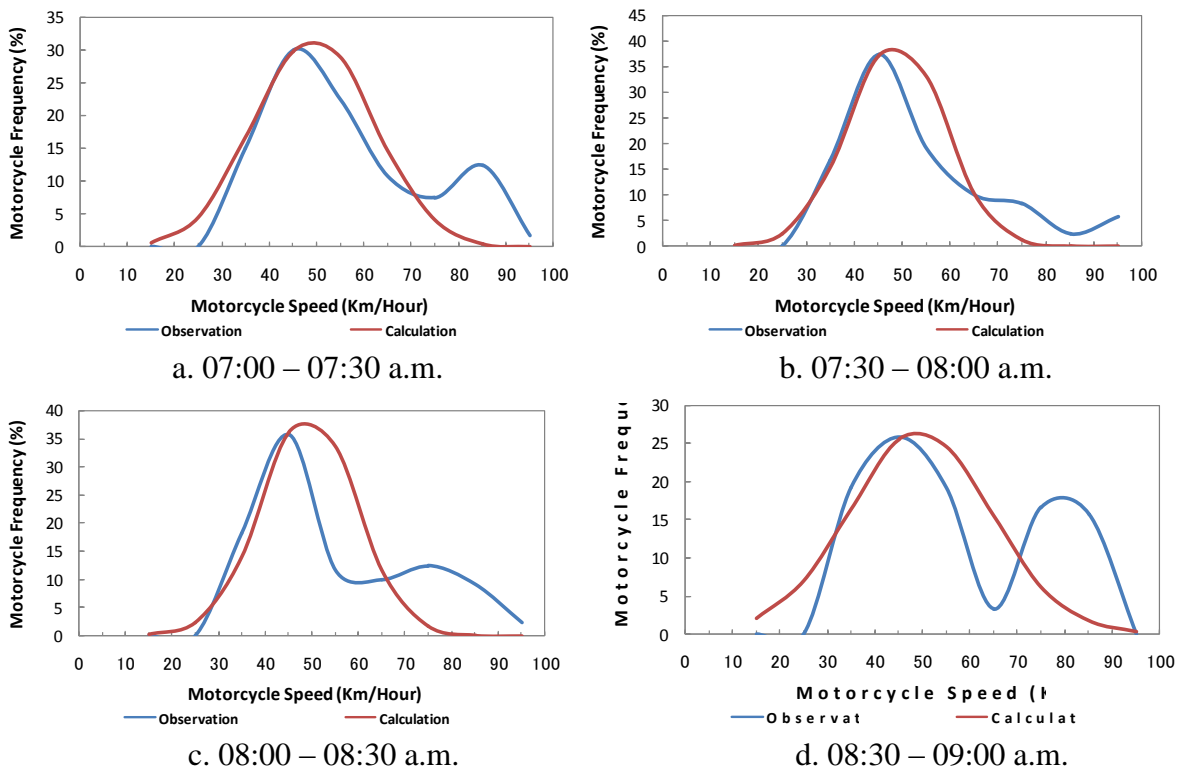 Motorcycle Frequency (%)
35
30
25
20
15
10
5
0
0 10 20 30 40 50 60 70 80 90 100
Motorcycle Speed (Km/Hour)
Observation Calculation
a. 07:00 – 07:30 a.m.
Motorcycle Frequency (%)
45
40
35
30
25
20
15
10
5
0
0 10 20 30 40 50 60 70 80 90 100
Motorcycle Speed (Km/Hour)
Observation Calculation
b. 07:30 – 08:00 a.m.
Motorcycle Frequency (%)
40
35
30
25
20
15
10
5
0
0 10 20 30 40 50 60 70 80 90 100
Motorcycle Speed (Km/Hour)
Observation Calculation
c. 08:00 – 08:30 a.m.
Motorcycle Frequ
30
25
20
15
10
5
0
0 10 20 30 40 50 60 70 80 90 100
Motorcycle Speed (
Observat Calculat
d. 08:30 – 09:00 a.m.